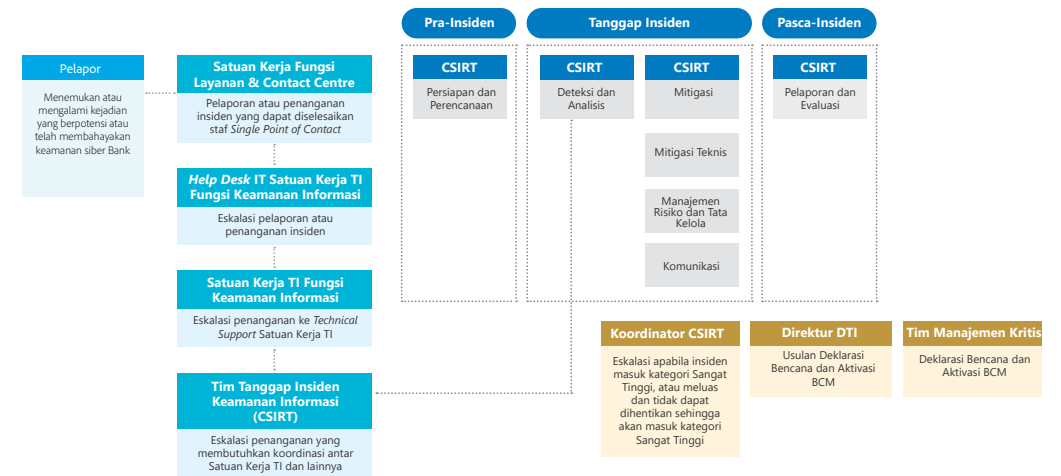 Pra-Insiden
Tanggap Insiden
Pasca-Insiden
Pelapor
Menemukan atau
mengalami kejadian
yang berpotensi atau
telah membahayakan
keamanan siber Bank
Satuan Kerja Fungsi
Layanan & Contact Centre
Pelaporan atau penanganan
insiden yang dapat diselesaikan
staf Single Point of Contact
Help Desk IT Satuan Kerja TI
Fungsi Keamanan Informasi
Eskalasi pelaporan atau
penanganan insiden
Satuan Kerja TI Fungsi
Keamanan Informasi
Eskalasi penanganan ke Technical
Support Satuan Kerja TI
Tim Tanggap Insiden
Keamanan Informasi
(CSIRT)
Eskalasi penanganan yang
membutuhkan koordinasi antar
Satuan Kerja TI dan lainnya
CSIRT
Persiapan dan
Perencanaan
CSIRT
Deteksi dan
Analisis
CSIRT
Mitigasi
Mitigasi Teknis
Manajemen
Risiko dan Tata
Kelola
Komunikasi
CSIRT
Pelaporan dan
Evaluasi
Koordinator CSIRT
Eskalasi apabila insiden
masuk kategori Sangat
Tinggi, atau meluas
dan tidak dapat
dihentikan sehingga
akan masuk kategori
Sangat Tinggi
Direktur DTI
Usulan Deklarasi
Bencana dan Aktivasi
BCM
Tim Manajemen Kritis
Deklarasi Bencana dan
Aktivasi BCM